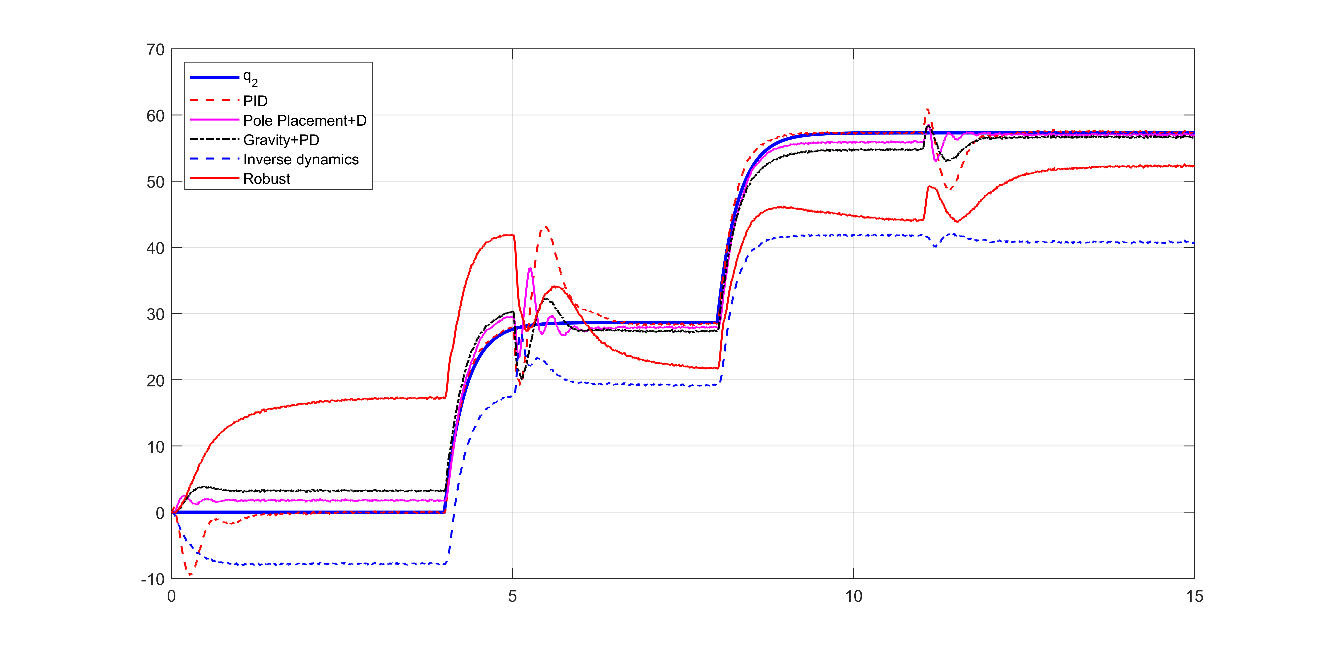 70
60
50
40
30
20
10
0
-10
q2
PID
Pole Placement+D
Gravity+PD
Inverse dynamics
Robust
0 5 10 15